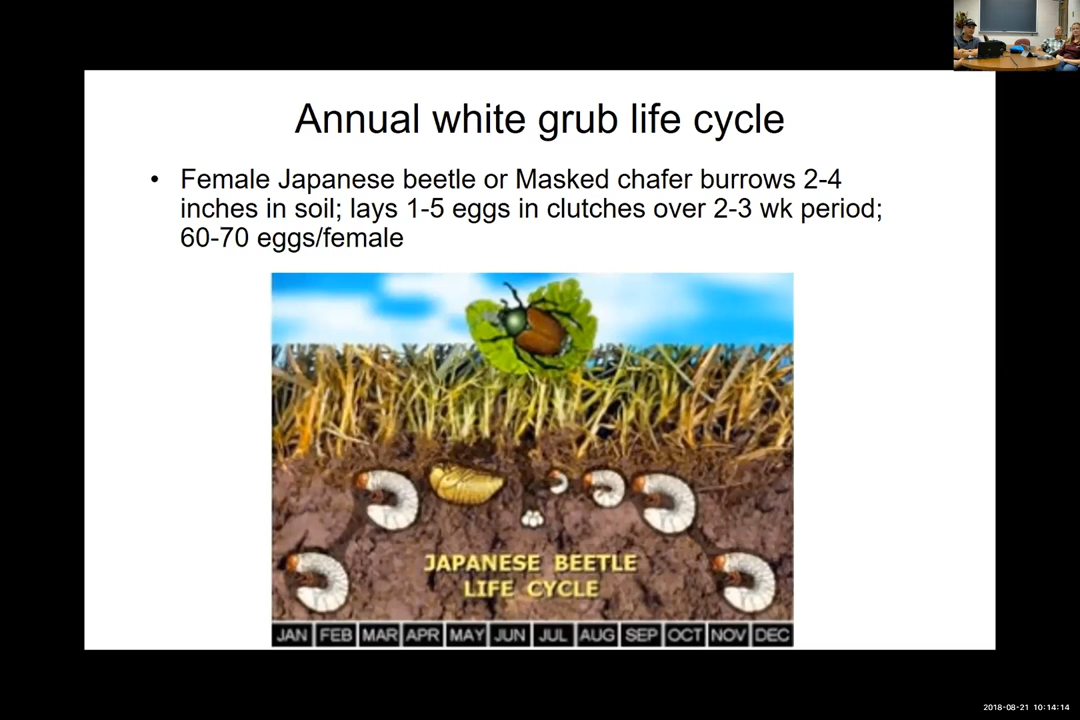 Annual white grub life cycle
• Female Japanese beetle or Masked chafer burrows 2-4
inches in soil; lays 1-5 eggs in clutches over 2-3 wk period;
60-70 eggs/female
JAPANESE BEETLE
LIFE CYCLE
JAN FEB MAR APR MAY JUN JUL AUG SEP OCT NOV DEC
2018-08-21 10:14:14